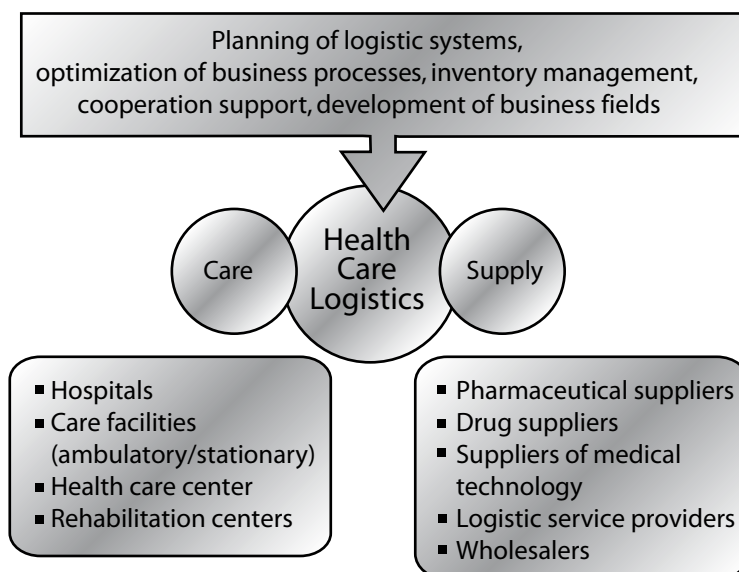 Planning of logistic systems,
optimization of business processes, inventory management,
cooperation support, development of business fields
Care
Health
Care
Logistics
Supply
▪ Hospitals
▪ Care facilities
(ambulatory/stationary)
▪ Health care center
▪ Rehabilitation centers
▪ Pharmaceutical suppliers
▪ Drug suppliers
▪ Suppliers of medical
technology
▪ Logistic service providers
▪ Wholesalers